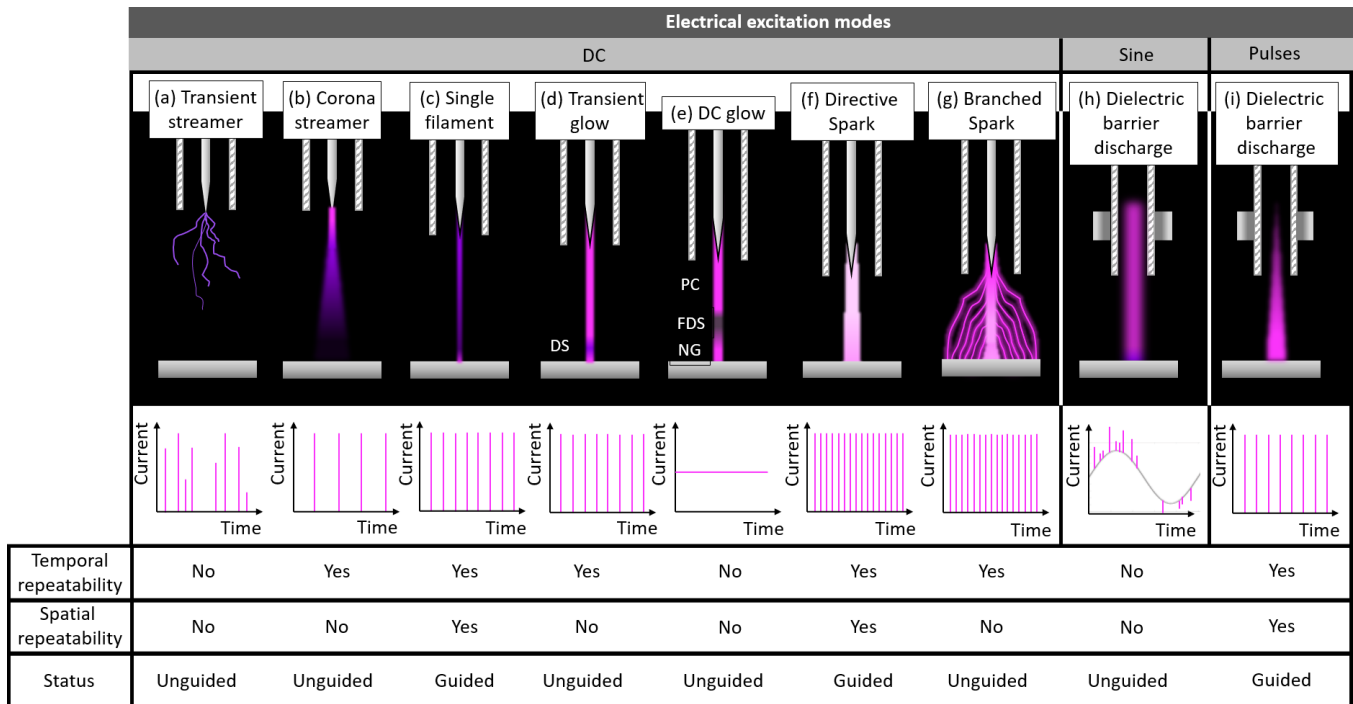 Electrical excitation modes
DC
Sine
Pulses
(a) Transient
streamer
(b) Corona
streamer
(c) Single
filament
(d) Transient
glow
(e) DC glow
(f) Directive
Spark
(g) Branched
Spark
(h) Dielectric
barrier
discharge
(i) Dielectric
barrier
discharge
DS
PC
FDS
NG
Current
Time
Current
Time
Current
Time
Current
Time
Current
Time
Current
Time
Current
Time
Current
Time
Current
Time
Temporal
repeatability
No Yes Yes Yes No Yes Yes No Yes
Spatial
repeatability
No No Yes No No Yes No No Yes
Status Unguided Unguided Guided Unguided Unguided Guided Unguided Unguided Guided